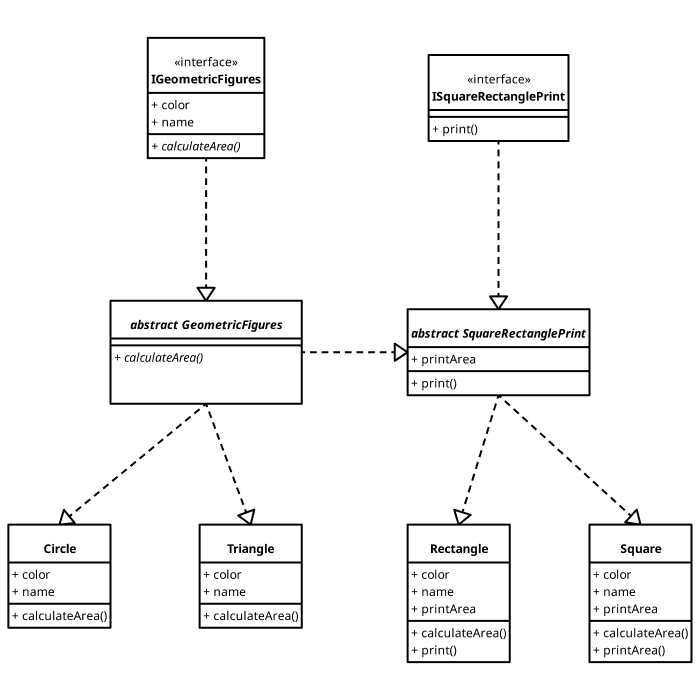 «interface»
IGeometricFigures
+ color
+ name
+ calculateArea()
«interface»
ISquareRectanglePrint
+ print()
abstract GeometricFigures
+ calculateArea()
abstract SquareRectanglePrint
+ printArea
+ print()
Circle
+ color
+ name
+ calculateArea()
Triangle
+ color
+ name
+ calculateArea()
Rectangle
+ color
+ name
+ printArea
+ calculateArea()
+ print()
Square
+ color
+ name
+ printArea
+ calculateArea()
+ printArea()